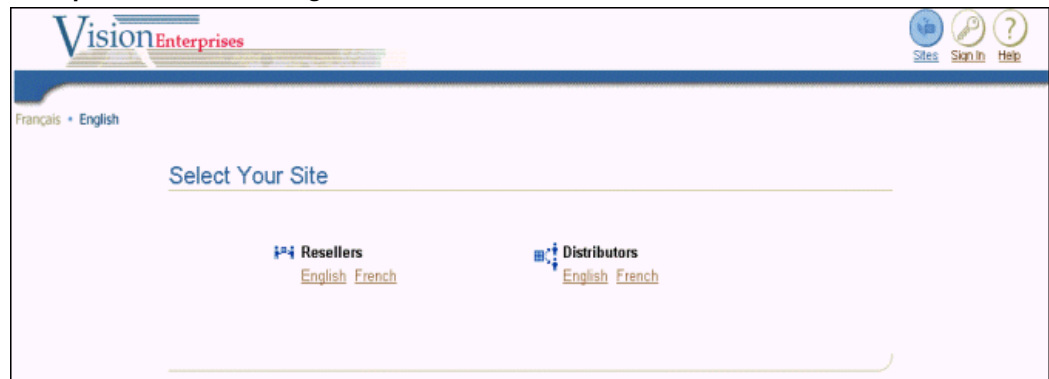 Vision Enterprises
Sites Sign In Help
Français • English
Select Your Site
Resellers
English French
Distributors
English French